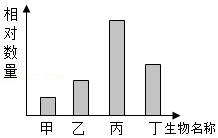 相对数量
甲 乙 丙 丁 生物名称